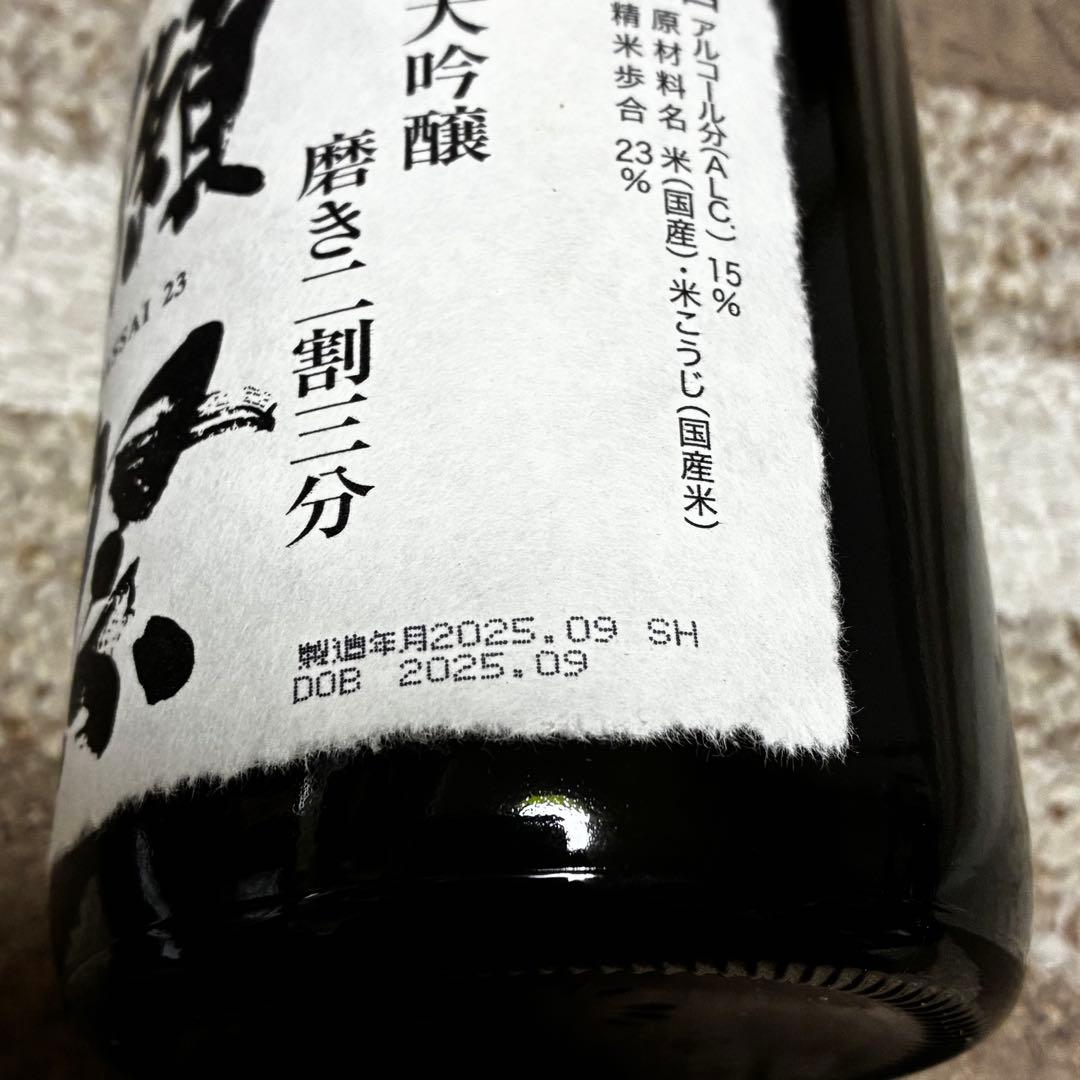 アルコール分(ALC.) 15%
原材料名 米(国産)・米こうじ(国産米)
精米歩合 23%
大吟醸
磨き二割三分
SSAI 23
製造年月2025.09 SH
DOB 2025.09